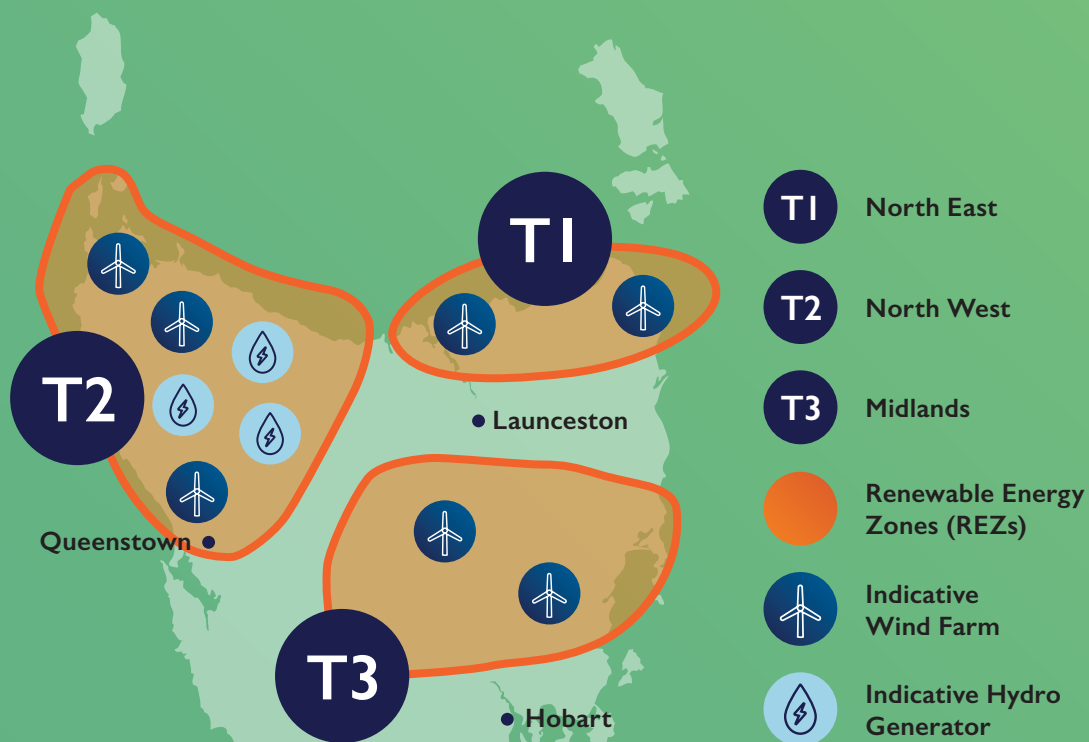 T1
T2
Launceston
Queenstown
T3
Hobart
T1 North East
T2 North West
T3 Midlands
Renewable Energy
Zones (REZs)
Indicative
Wind Farm
Indicative Hydro
Generator